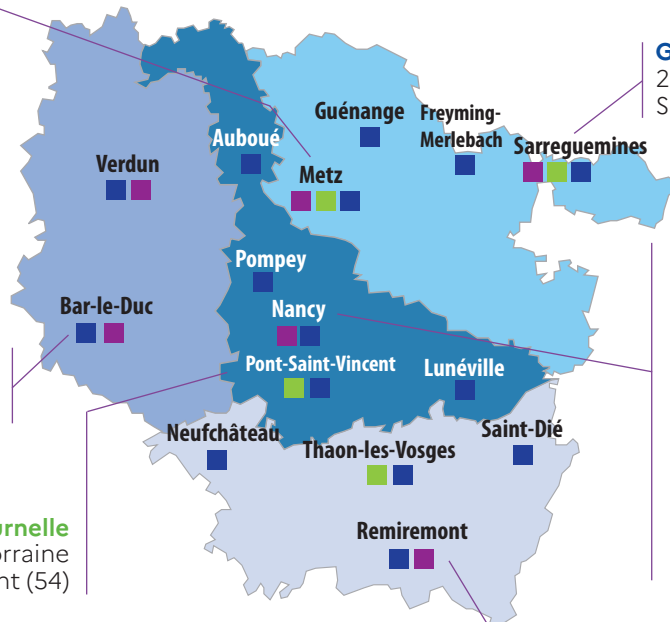 G
2
S
Guénange
Freyming-
Merlebach
Auboué
Sarreguemines
Verdun
Metz
Pompey
Bar-le-Duc
Nancy
Pont-Saint-Vincent
Lunéville
Neufchâteau
Thaon-les-Vosges
Saint-Dié
urnelle
orraine
nt (54)
Remiremont